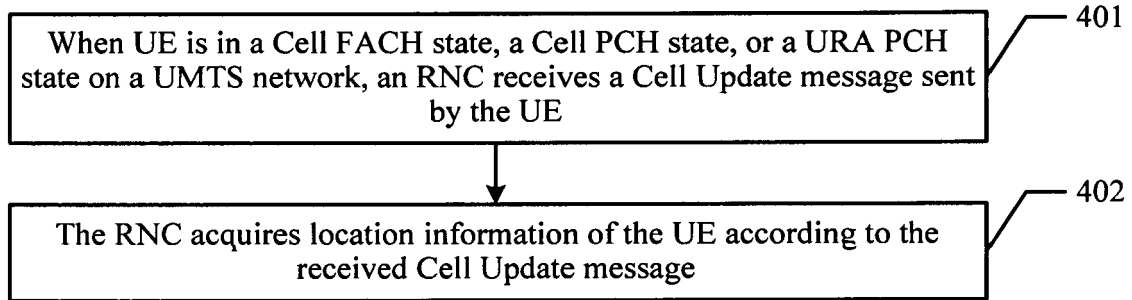 When UE is in a Cell FACH state, a Cell PCH state, or a URA PCH
state on a UMTS network, an RNC receives a Cell Update message sent
by the UE
401
The RNC acquires location information of the UE according to the
received Cell Update message
402